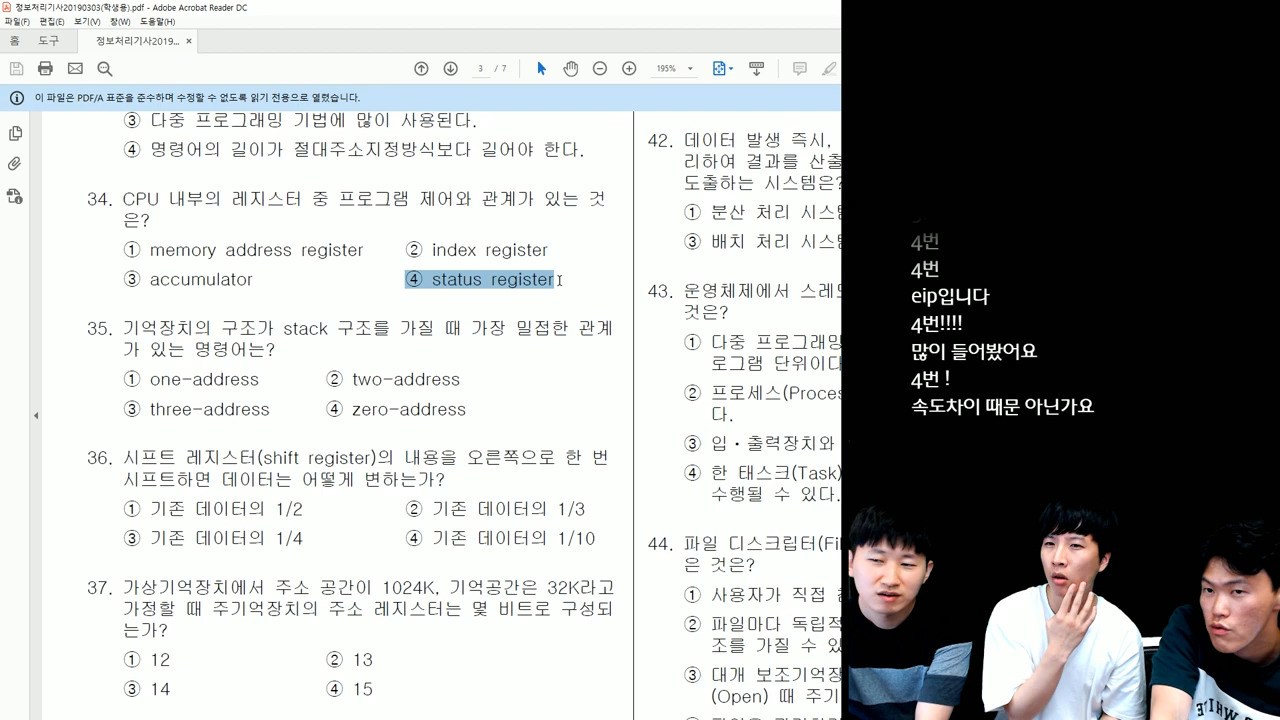 정보처리기사20190303(학생용).pdf - Adobe Acrobat Reader DC
파일(F) 편집(E) 보기(V) 창(W) 도움말(H)
홈 도구 정보처리기사2019... ×
3 / 7 195%
이 파일은 PDF/A 표준을 준수하며 수정할 수 없도록 읽기 전용으로 열렸습니다.
③ 다중 프로그래밍 기법에 많이 사용된다.
④ 명령어의 길이가 절대주소지정방식보다 길어야 한다.
34. CPU 내부의 레지스터 중 프로그램 제어와 관계가 있는 것
은?
① memory address register ② index register
③ accumulator ④ status register
35. 기억장치의 구조가 stack 구조를 가질 때 가장 밀접한 관계
가 있는 명령어는?
① one-address ② two-address
③ three-address ④ zero-address
36. 시프트 레지스터(shift register)의 내용을 오른쪽으로 한 번
시프트하면 데이터는 어떻게 변하는가?
① 기존 데이터의 1/2 ② 기존 데이터의 1/3
③ 기존 데이터의 1/4 ④ 기존 데이터의 1/10
37. 가상기억장치에서 주소 공간이 1024K, 기억공간은 32K라고
가정할 때 주기억장치의 주소 레지스터는 몇 비트로 구성되
는가?
① 12 ② 13
③ 14 ④ 15
42. 데이터 발생 즉시,
리하여 결과를 산출
도출하는 시스템은?
① 분산 처리 시스
③ 배치 처리 시스
43. 운영체제에서 스레
것은?
① 다중 프로그래밍
로그램 단위이다
② 프로세스(Proces
다.
③ 입·출력장치와
④ 한 태스크(Task)
수행될 수 있다.
44. 파일 디스크립터(Fil
은 것은?
① 사용자가 직접
② 파일마다 독립적
조를 가질 수 있
③ 대개 보조기억장
(Open) 때 주기
4번
4번
eip입니다
4번!!!!
많이 들어봤어요
4번 !
속도차이 때문 아닌가요